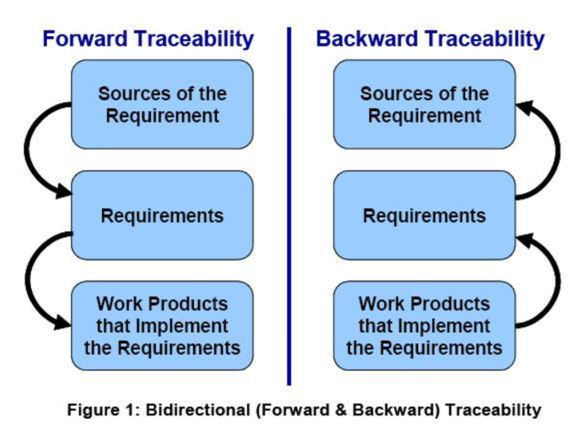 Forward Traceability
Sources of the
Requirement
Requirements
Work Products
that Implement
the Requirements
Backward Traceability
Sources of the
Requirement
Requirements
Work Products
that Implement
the Requirements
Figure 1: Bidirectional (Forward & Backward) Traceability